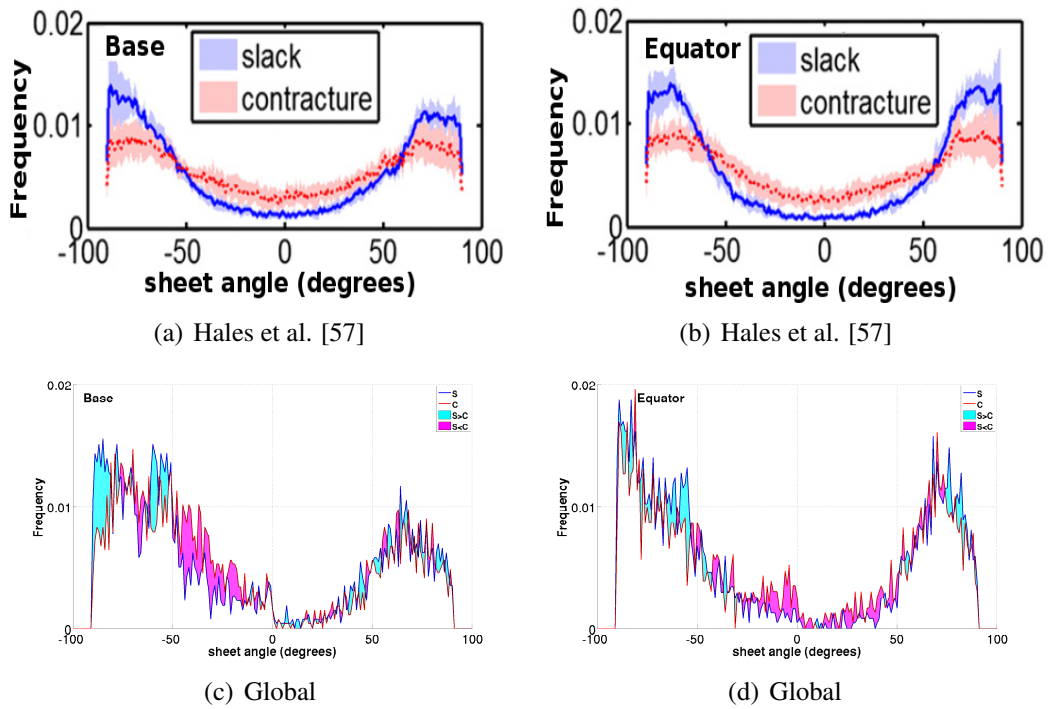 0.02
Base
slack
contracture
0.01
0
Frequency
-100
-50
0
50
100
sheet angle (degrees)
(a) Hales et al. [57]
0.02
Equator
slack
contracture
0.01
0
Frequency
-100
-50
0
50
100
sheet angle (degrees)
(b) Hales et al. [57]
0.02
Base
S
C
S>C
S<C
0.01
Frequency
0
-100
-50
0
50
100
sheet angle (degrees)
(c) Global
0.02
Equator
S
C
S>C
S<C
0.01
Frequency
0
-100
-50
0
50
100
sheet angle (degrees)
(d) Global